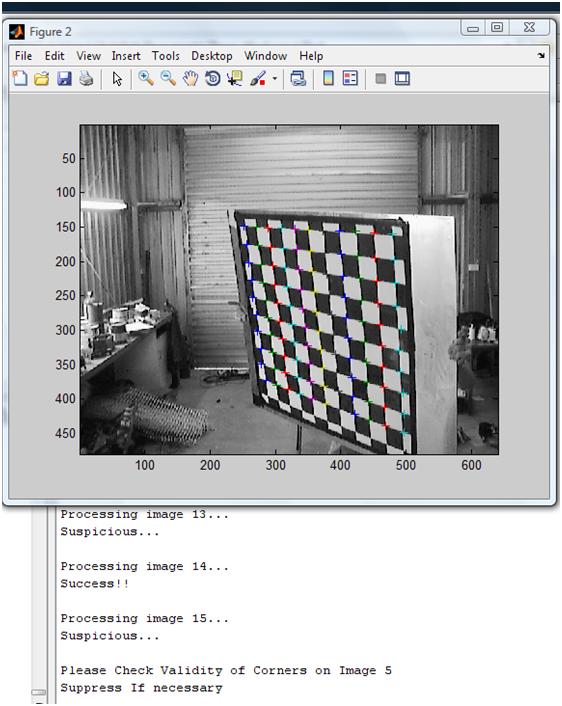 Figure 2
File Edit View Insert Tools Desktop Window Help
50
100
150
200
250
300
350
400
450
100 200 300 400 500 600
Processing image 13...
Suspicious...
Processing image 14...
Success!!
Processing image 15...
Suspicious...
Please Check Validity of Corners on Image 5
Suppress If necessary